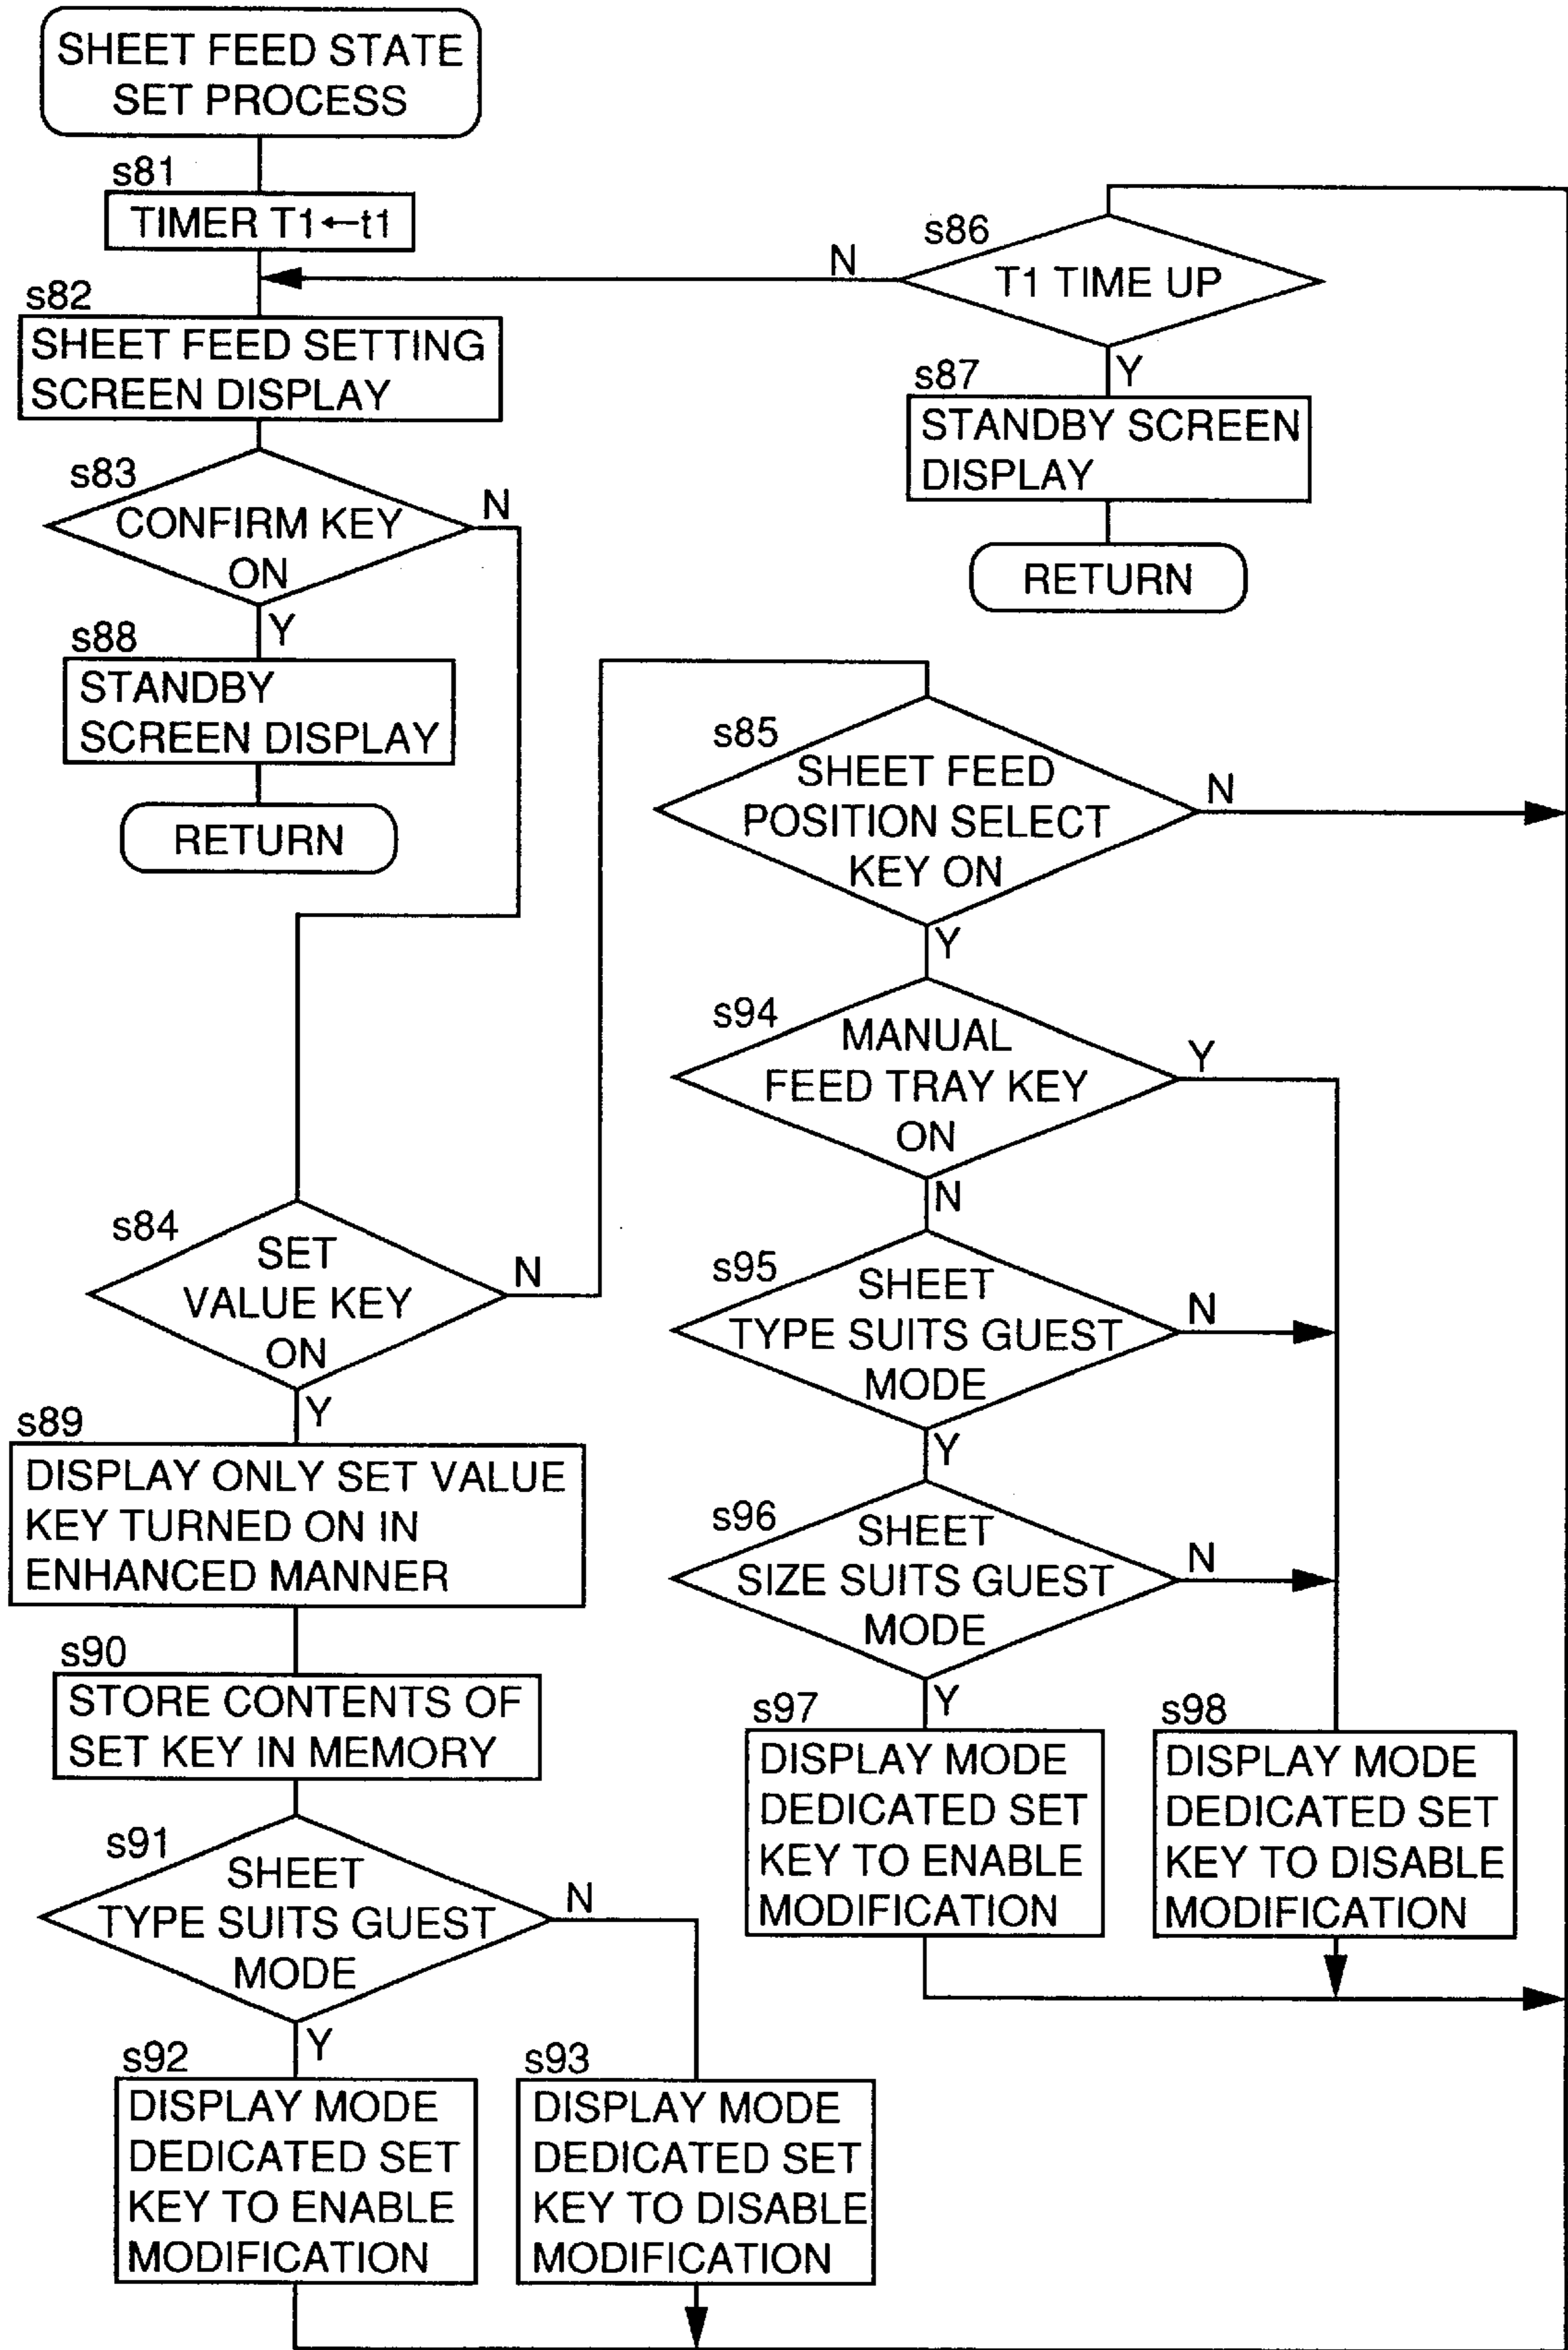 SHEET FEED STATE
SET PROCESS
s81
TIMER T1←t1
s82
SHEET FEED SETTING
SCREEN DISPLAY
s83
CONFIRM KEY
ON
N
Y
s88
STANDBY
SCREEN DISPLAY
RETURN
s84
SET
VALUE KEY
ON
N
Y
s89
DISPLAY ONLY SET VALUE
KEY TURNED ON IN
ENHANCED MANNER
s90
STORE CONTENTS OF
SET KEY IN MEMORY
s91
SHEET
TYPE SUITS GUEST
MODE
N
Y
s92
DISPLAY MODE
DEDICATED SET
KEY TO ENABLE
MODIFICATION
s93
DISPLAY MODE
DEDICATED SET
KEY TO DISABLE
MODIFICATION
s86
T1 TIME UP
N
Y
s87
STANDBY SCREEN
DISPLAY
RETURN
s85
SHEET FEED
POSITION SELECT
KEY ON
N
Y
s94
MANUAL
FEED TRAY KEY
ON
Y
N
s95
SHEET
TYPE SUITS GUEST
MODE
N
Y
s96
SHEET
SIZE SUITS GUEST
MODE
N
Y
s97
DISPLAY MODE
DEDICATED SET
KEY TO ENABLE
MODIFICATION
s98
DISPLAY MODE
DEDICATED SET
KEY TO DISABLE
MODIFICATION